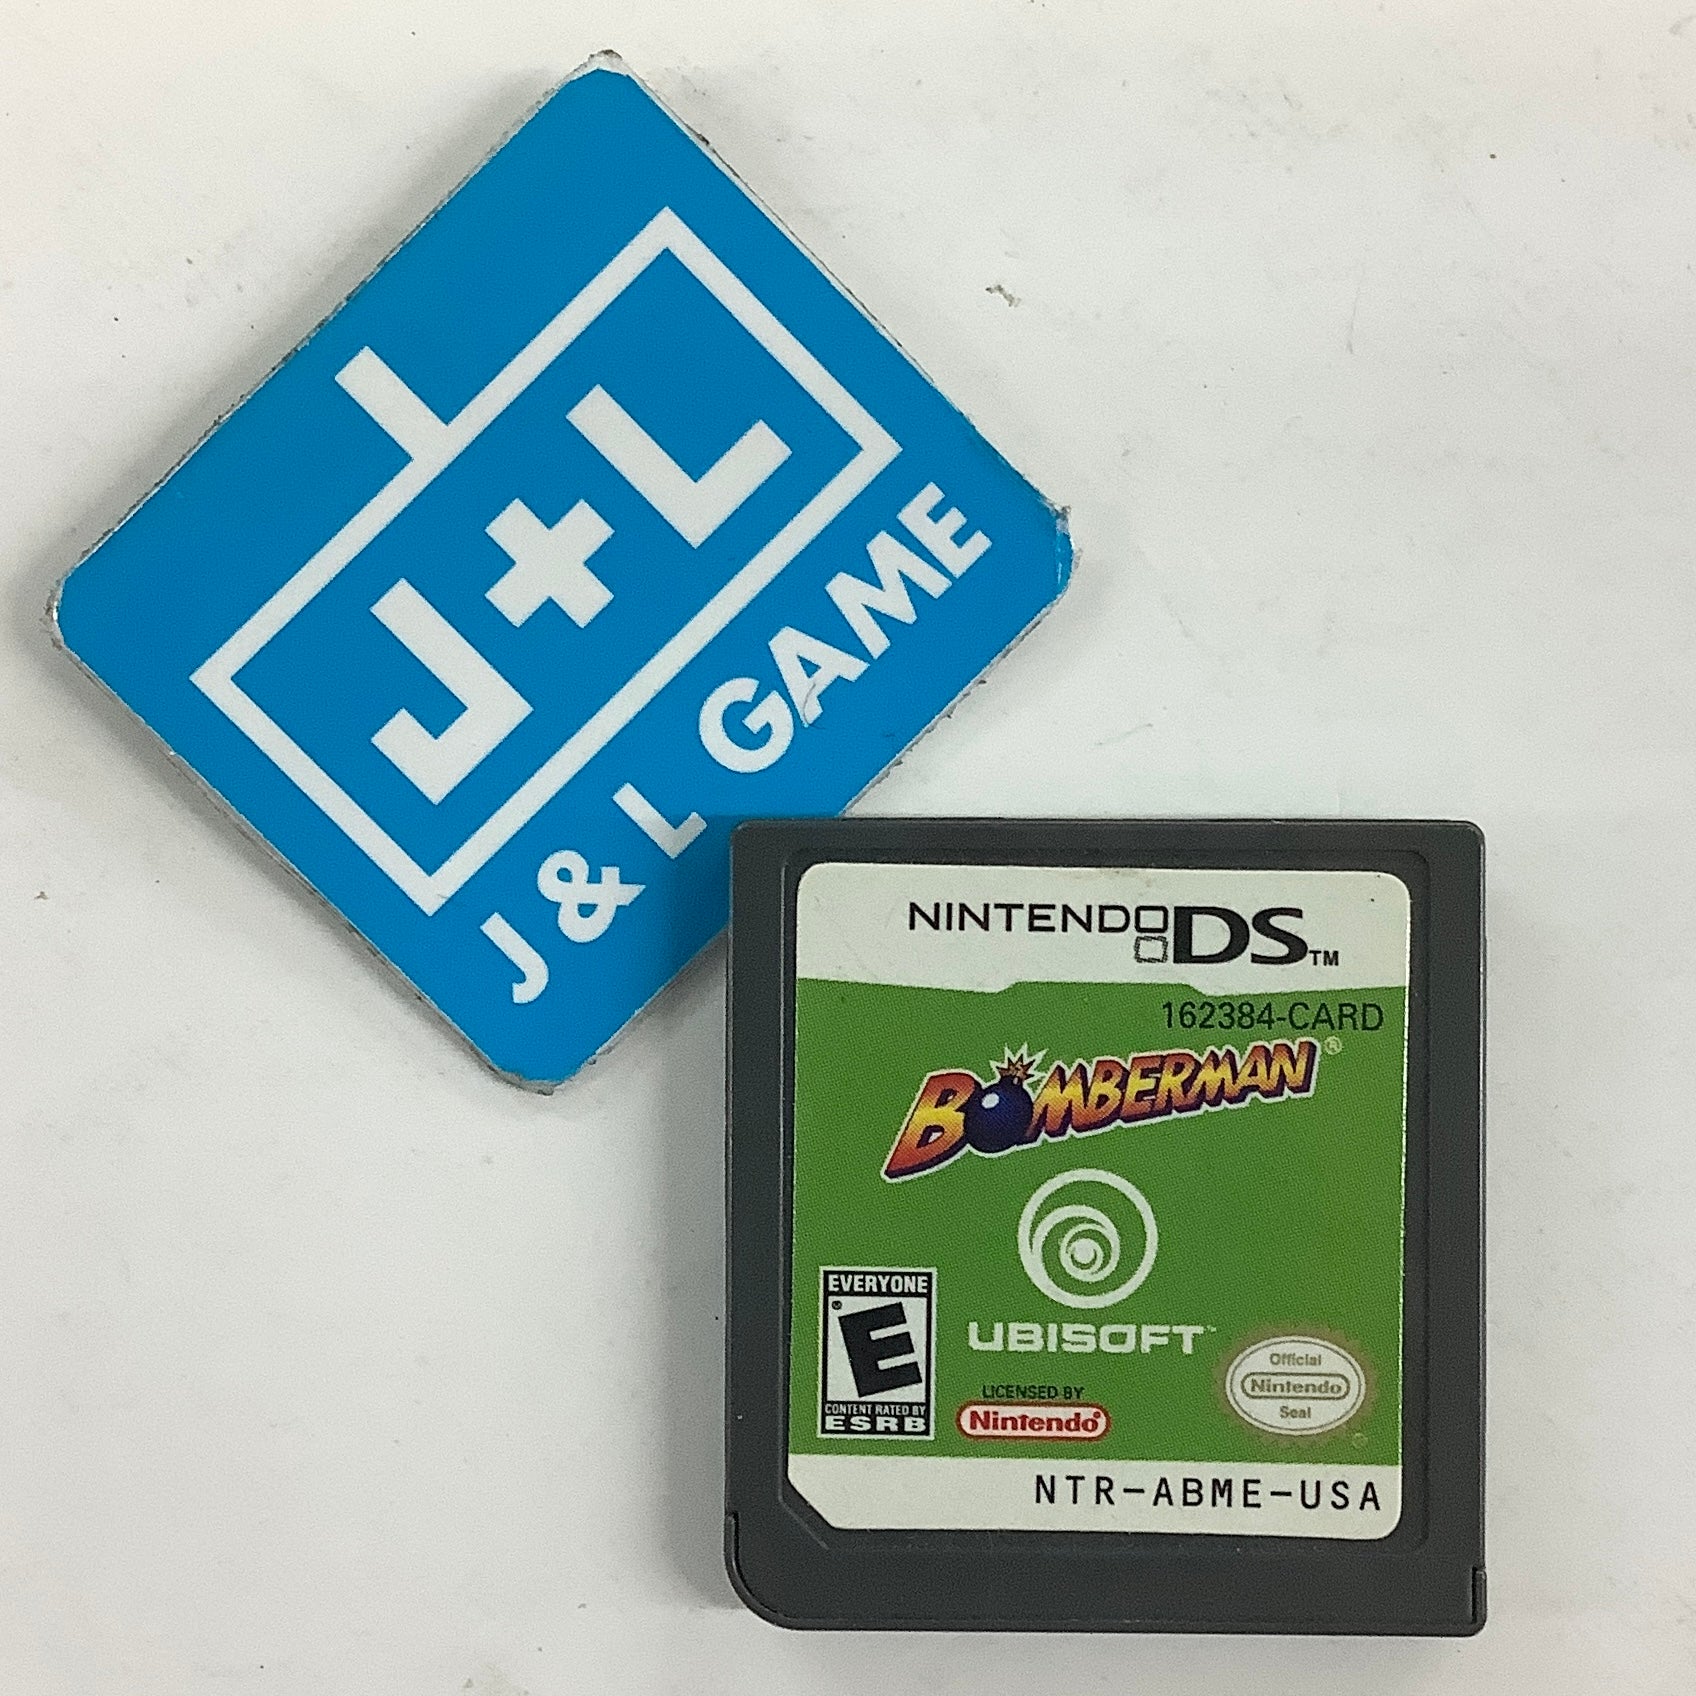 J+L
J & L GAME
NINTENDO DS™
162384-CARD
BOMBERMAN®
UBISOFT™
EVERYONE
E
CONTENT RATED BY
ESRB
LICENSED BY
Nintendo®
Official
Nintendo
Seal
NTR-ABME-USA